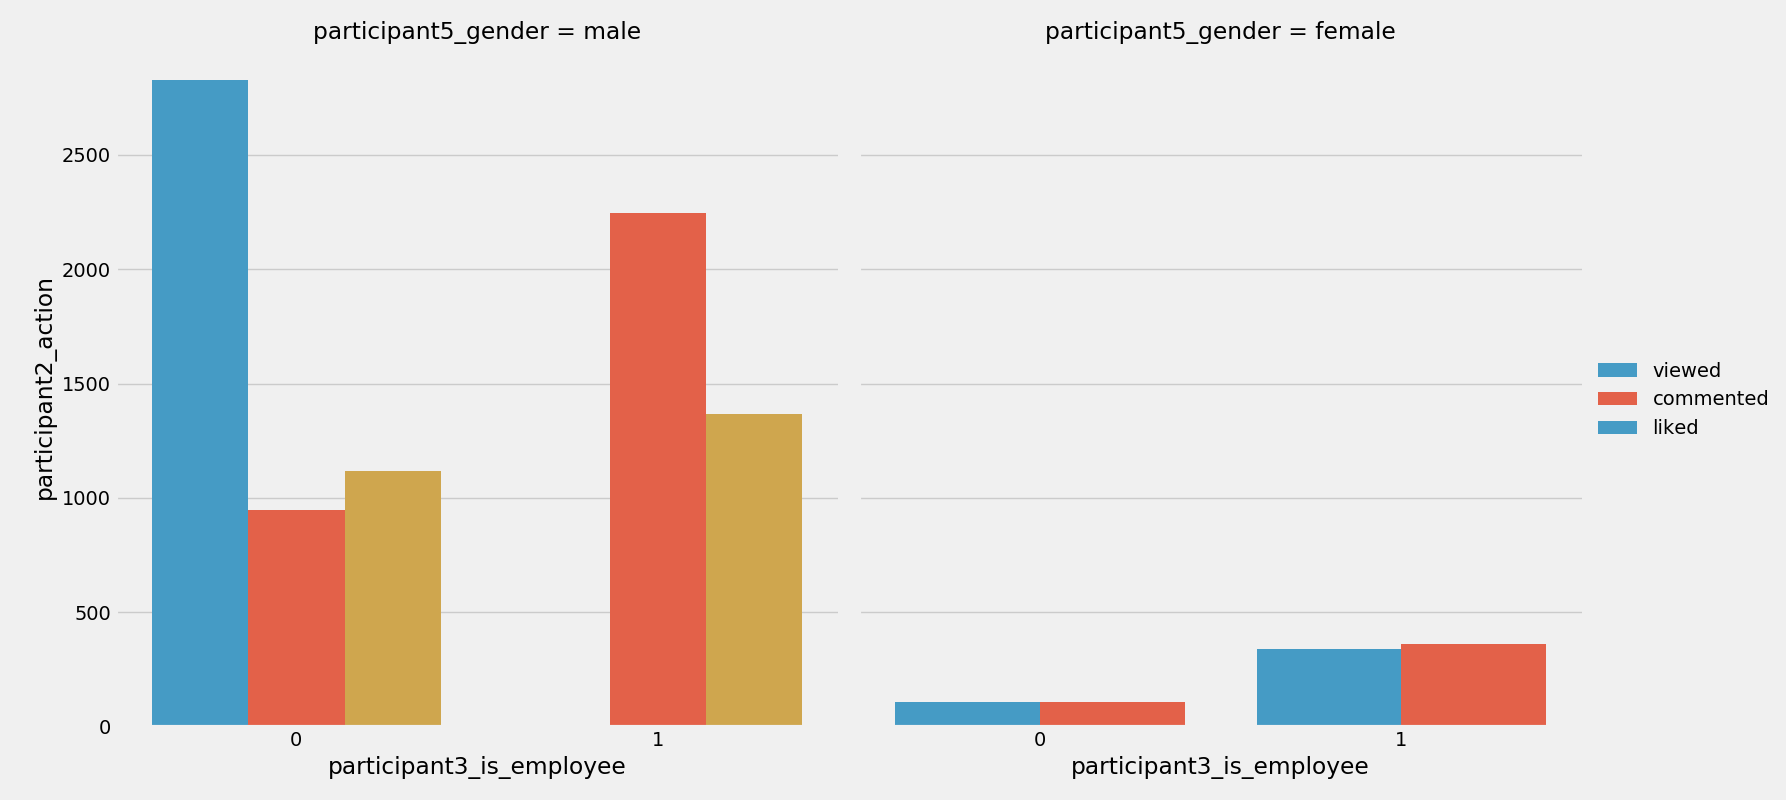 participant5_gender = male
participant5_gender = female
participant2_action
2500
2000
1500
1000
500
0
0
1
participant3_is_employee
0
1
participant3_is_employee
viewed
commented
liked